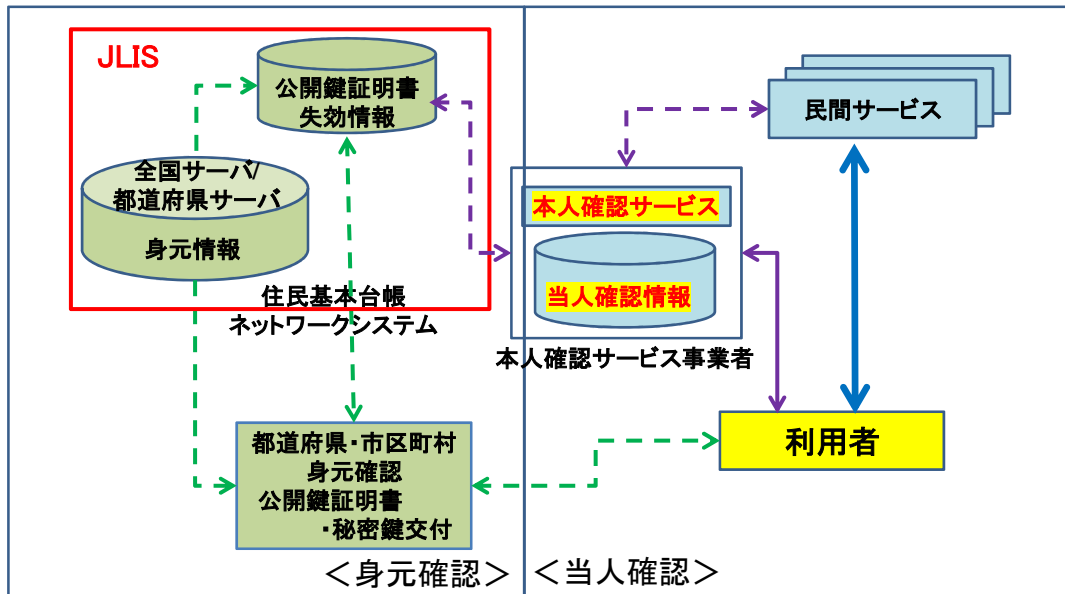 JLIS
公開鍵証明書
失効情報
全国サーバ/
都道府県サーバ
身元情報
住民基本台帳
ネットワークシステム
都道府県・市区町村
身元確認
公開鍵証明書
・秘密鍵交付
＜身元確認＞
民間サービス
本人確認サービス
当人確認情報
本人確認サービス事業者
利用者
＜当人確認＞